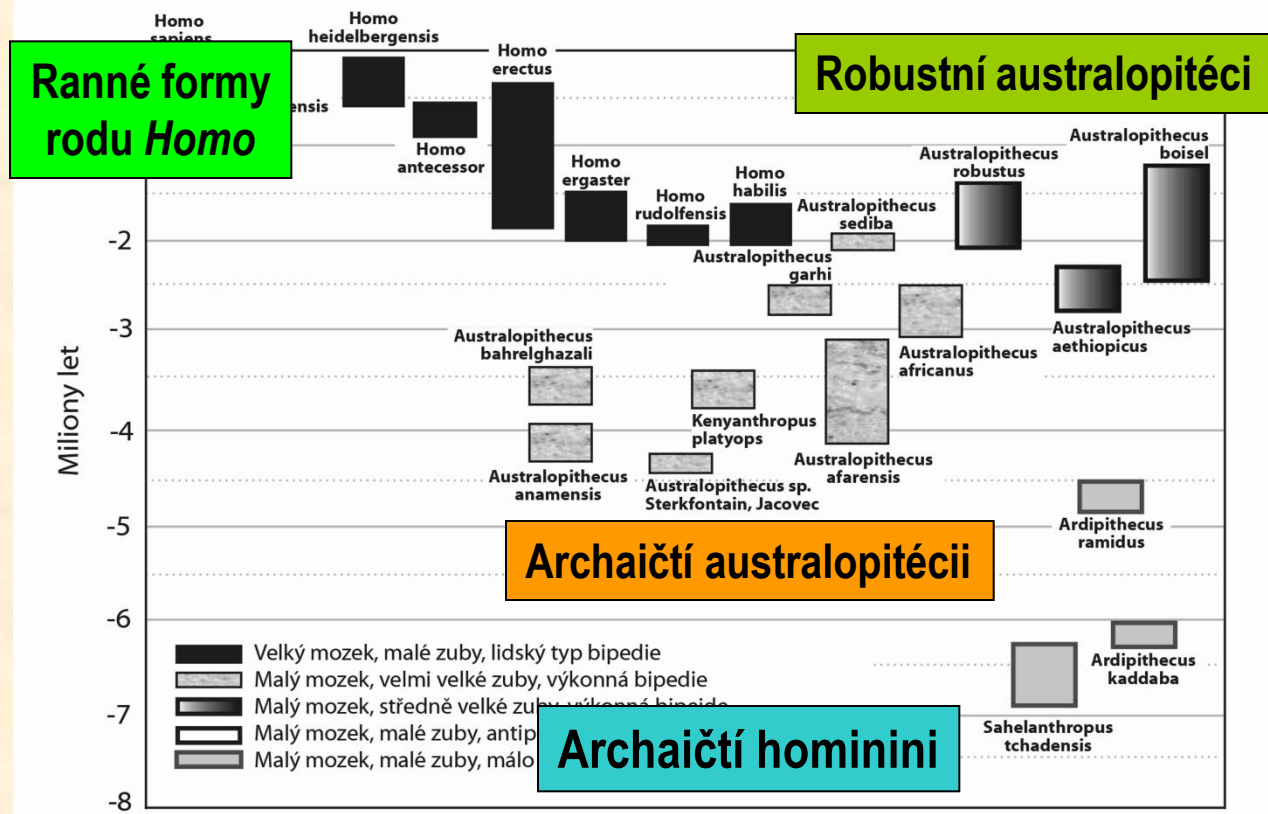 Homo
sapiens
Homo
heidelbergensis
Homo
erectus
Ranné formy
rodu Homo
ensis
Robustní australopitéci
Homo
antecessor
Homo
ergaster
Homo
rudolfensis
Homo
habilis
Australopithecus
sediba
Australopithecus
robustus
Australopithecus
boisel
-2
Australopithecus
garhi
-3
Australopithecus
bahrelghazali
Australopithecus
africanus
Australopithecus
aethiopicus
Miliony let
-4
Kenyanthropus
platyops
Australopithecus
anamensis
Australopithecus sp.
Sterkfontain, Jacovec
Australopithecus
afarensis
-5
Ardipithecus
ramidus
Archaičtí australopitécii
-6
Velký mozek, malé zuby, lidský typ bipedie
Malý mozek, velmi velké zuby, výkonná bipedie
Malý mozek, středně velké zuby, výkonná bipeide
Malý mozek, malé zuby, antip
Malý mozek, malé zuby, málo
Ardipithecus
kaddaba
-7
Sahelanthropus
tchadensis
Archaičtí hominini
-8